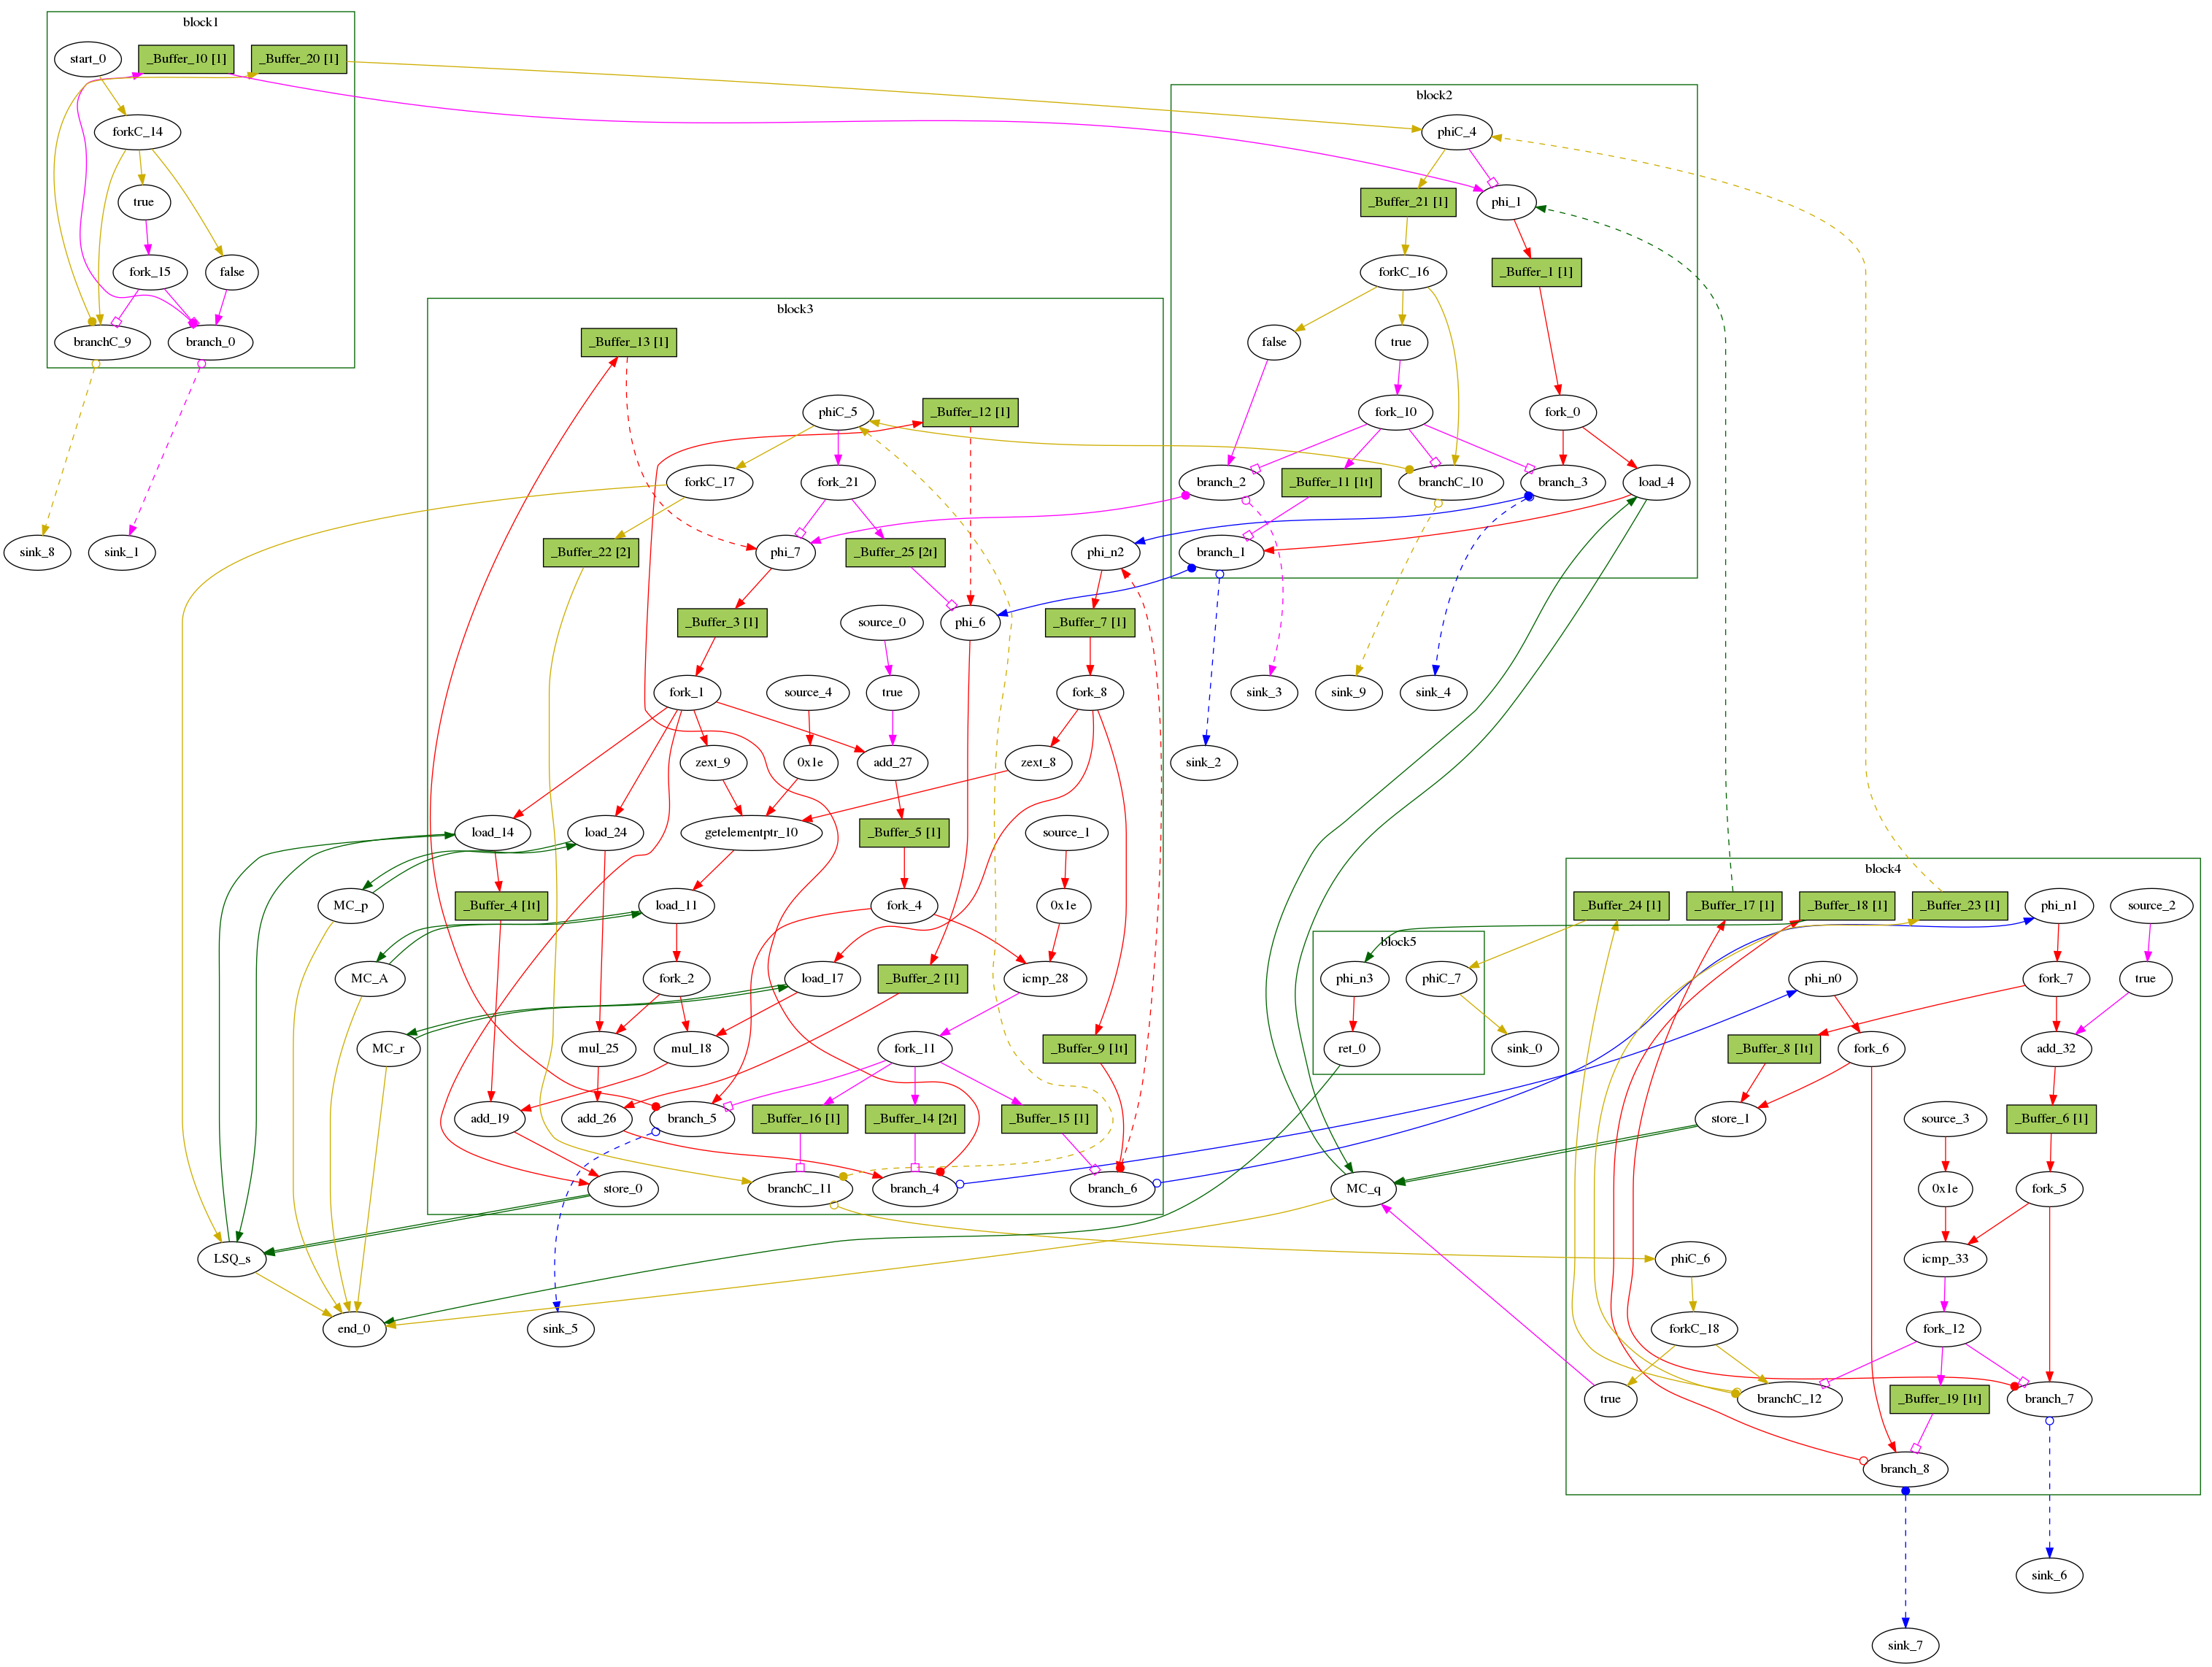 block1
start_0
_Buffer_10 [1]
_Buffer_20 [1]
forkC_14
true
fork_15
false
branchC_9
branch_0
sink_8
sink_1
block2
phiC_4
_Buffer_21 [1]
phi_1
forkC_16
_Buffer_1 [1]
false
true
fork_10
fork_0
branch_2
_Buffer_11 [1t]
branchC_10
branch_3
load_4
branch_1
sink_3
sink_9
sink_4
sink_2
block3
_Buffer_13 [1]
phiC_5
_Buffer_12 [1]
forkC_17
fork_21
_Buffer_22 [2]
phi_7
_Buffer_25 [2t]
phi_n2
_Buffer_3 [1]
source_0
phi_6
_Buffer_7 [1]
fork_1
source_4
true
fork_8
zext_9
0x1e
add_27
zext_8
load_14
load_24
getelementptr_10
_Buffer_5 [1]
source_1
MC_p
_Buffer_4 [1t]
load_11
fork_4
0x1e
MC_A
fork_2
load_17
_Buffer_2 [1]
icmp_28
MC_r
mul_25
mul_18
fork_11
_Buffer_9 [1t]
add_19
add_26
branch_5
_Buffer_16 [1]
_Buffer_14 [2t]
_Buffer_15 [1]
store_0
branchC_11
branch_4
branch_6
LSQ_s
end_0
sink_5
block5
phi_n3
phiC_7
ret_0
sink_0
MC_q
block4
_Buffer_24 [1]
_Buffer_17 [1]
_Buffer_18 [1]
_Buffer_23 [1]
phi_n1
source_2
phi_n0
fork_7
true
_Buffer_8 [1t]
fork_6
add_32
store_1
source_3
_Buffer_6 [1]
0x1e
fork_5
phiC_6
icmp_33
forkC_18
fork_12
true
branchC_12
_Buffer_19 [1t]
branch_7
branch_8
sink_6
sink_7